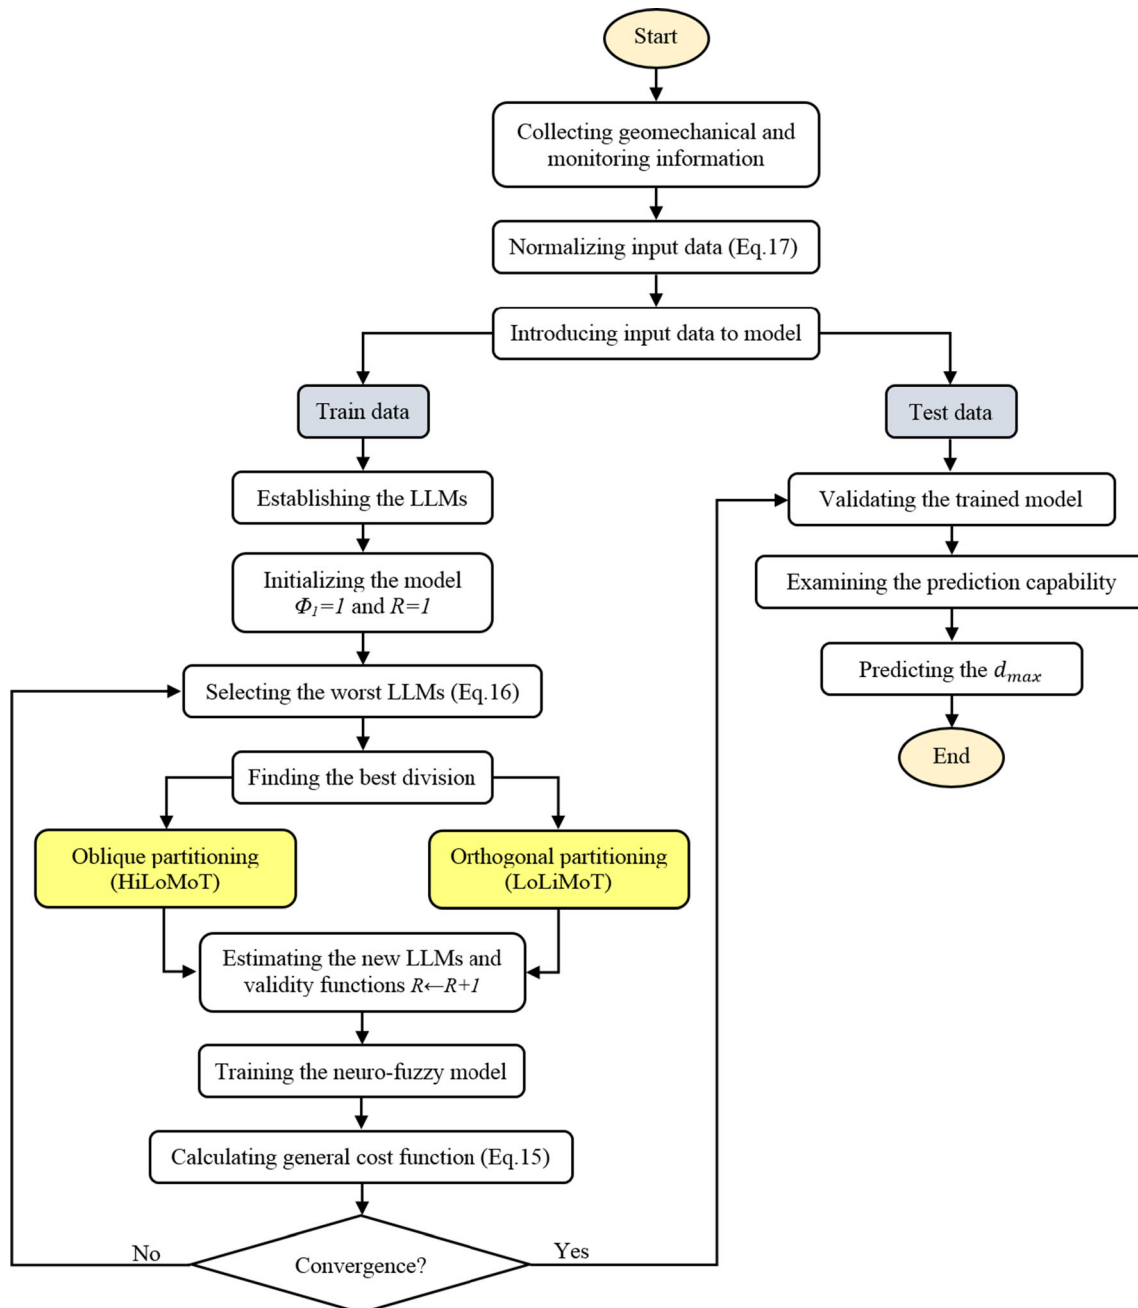 Start
Collecting geomechanical and
monitoring information
Normalizing input data (Eq.17)
Introducing input data to model
Train data
Test data
Establishing the LLMs
Validating the trained model
Initializing the model
Φ₁=1 and R=1
Examining the prediction capability
Selecting the worst LLMs (Eq.16)
Predicting the d_max
Finding the best division
End
Oblique partitioning
(HiLoMoT)
Orthogonal partitioning
(LoLiMoT)
Estimating the new LLMs and
validity functions R←R+1
Training the neuro-fuzzy model
Calculating general cost function (Eq.15)
No
Convergence?
Yes